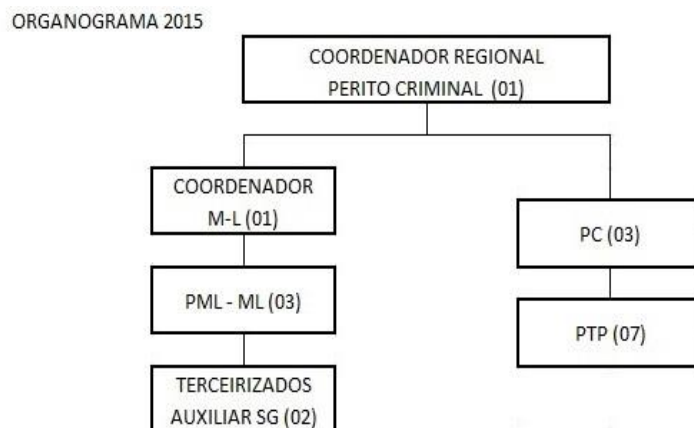 ORGANOGRAMA 2015
COORDENADOR REGIONAL
PERITO CRIMINAL (01)
COORDENADOR
M-L (01)
PML - ML (03)
TERCEIRIZADOS
AUXILIAR SG (02)
PC (03)
PTP (07)